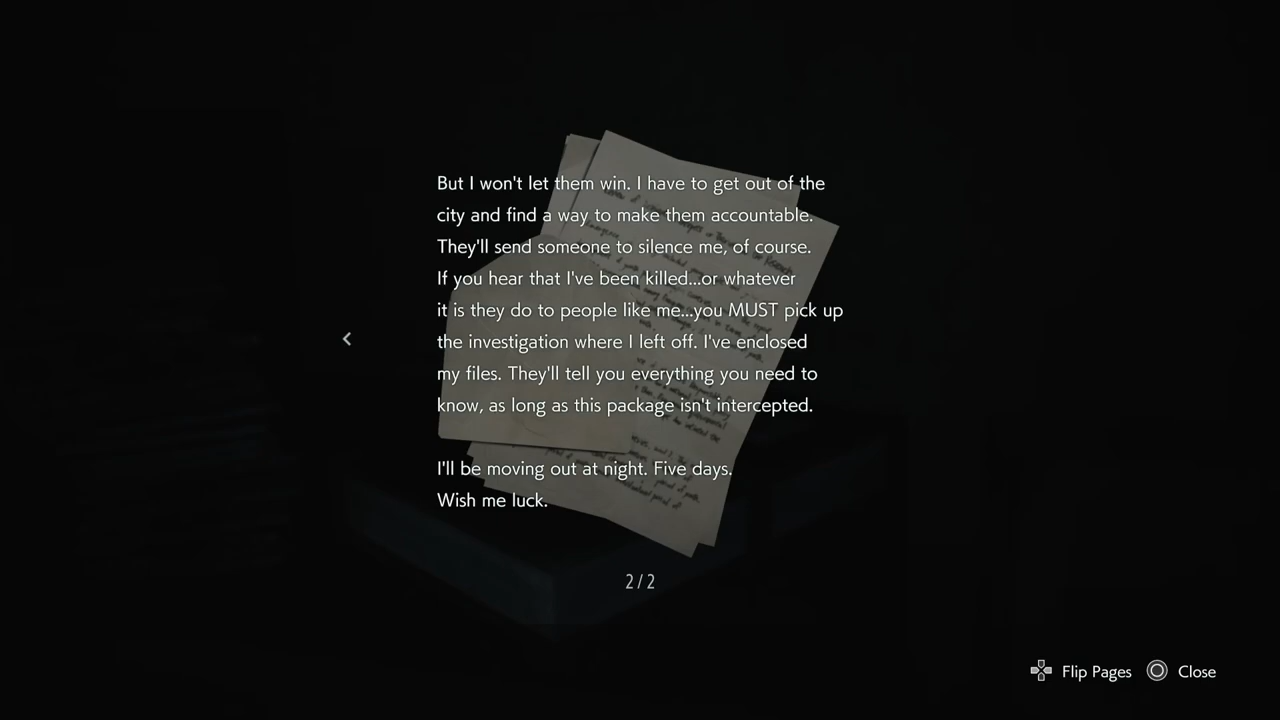 But I won't let them win. I have to get out of the
city and find a way to make them accountable.
They'll send someone to silence me, of course.
If you hear that I've been killed...or whatever
it is they do to people like me...you MUST pick up
the investigation where I left off. I've enclosed
my files. They'll tell you everything you need to
know, as long as this package isn't intercepted.
I'll be moving out at night. Five days.
Wish me luck.
2 / 2
Flip Pages Close